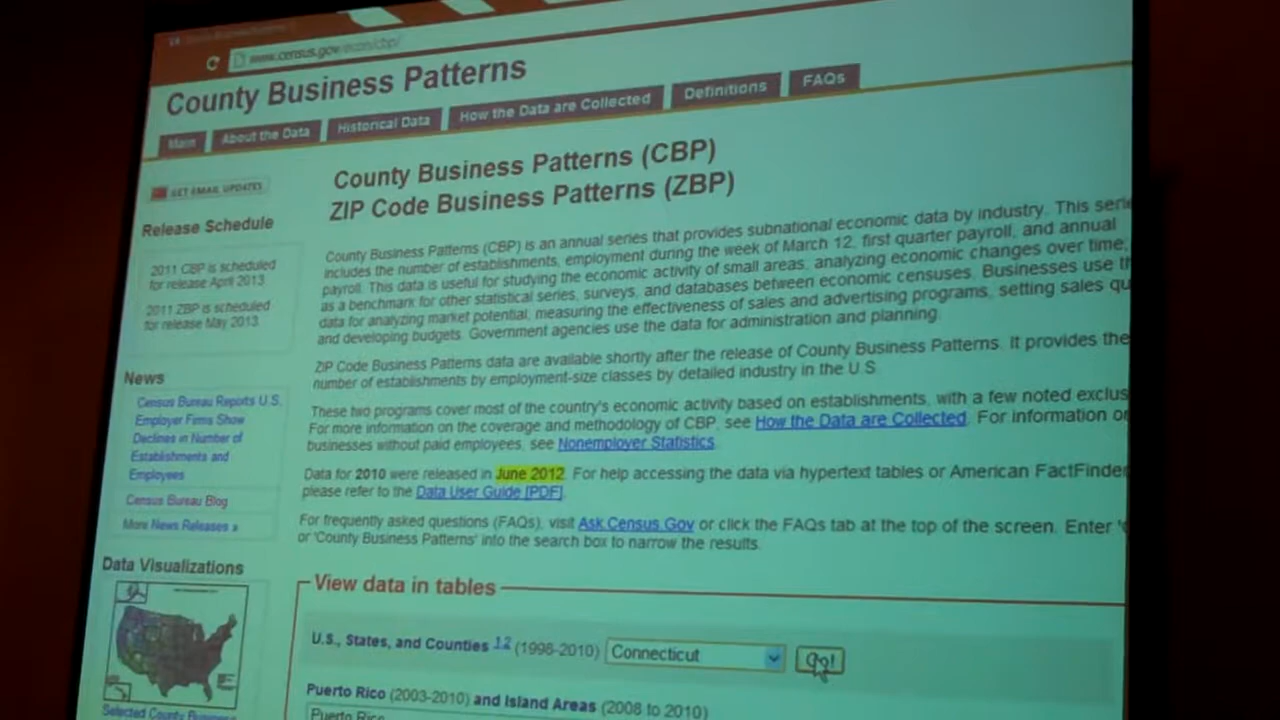 www.census.gov/econ/cbp/
County Business Patterns
Main
About the Data
Historical Data
How the Data are Collected
Definitions
FAQs
GET EMAIL UPDATES
Release Schedule
2011 CBP is scheduled
for release April 2013.
2011 ZBP is scheduled
for release May 2013.
News
Census Bureau Reports U.S.
Employer Firms Show
Declines in Number of
Establishments and
Employees
Census Bureau Blog
More News Releases »
Data Visualizations
Selected County Business
County Business Patterns (CBP)
ZIP Code Business Patterns (ZBP)
County Business Patterns (CBP) is an annual series that provides subnational economic data by industry. This serie
includes the number of establishments, employment during the week of March 12, first quarter payroll, and annual
payroll. This data is useful for studying the economic activity of small areas, analyzing economic changes over time,
as a benchmark for other statistical series, surveys, and databases between economic censuses. Businesses use th
data for analyzing market potential, measuring the effectiveness of sales and advertising programs, setting sales qu
and developing budgets. Government agencies use the data for administration and planning.
ZIP Code Business Patterns data are available shortly after the release of County Business Patterns. It provides the
number of establishments by employment-size classes by detailed industry in the U.S.
These two programs cover most of the country's economic activity based on establishments, with a few noted exclus
For more information on the coverage and methodology of CBP, see How the Data are Collected. For information on
businesses without paid employees, see Nonemployer Statistics.
Data for 2010 were released in June 2012. For help accessing the data via hypertext tables or American FactFinder
please refer to the Data User Guide [PDF].
For frequently asked questions (FAQs), visit Ask.Census.Gov or click the FAQs tab at the top of the screen. Enter
or 'County Business Patterns' into the search box to narrow the results.
View data in tables
U.S., States, and Counties 1,2 (1998-2010) Connecticut Go!
Puerto Rico (2003-2010) and Island Areas (2008 to 2010)
Puerto Rico